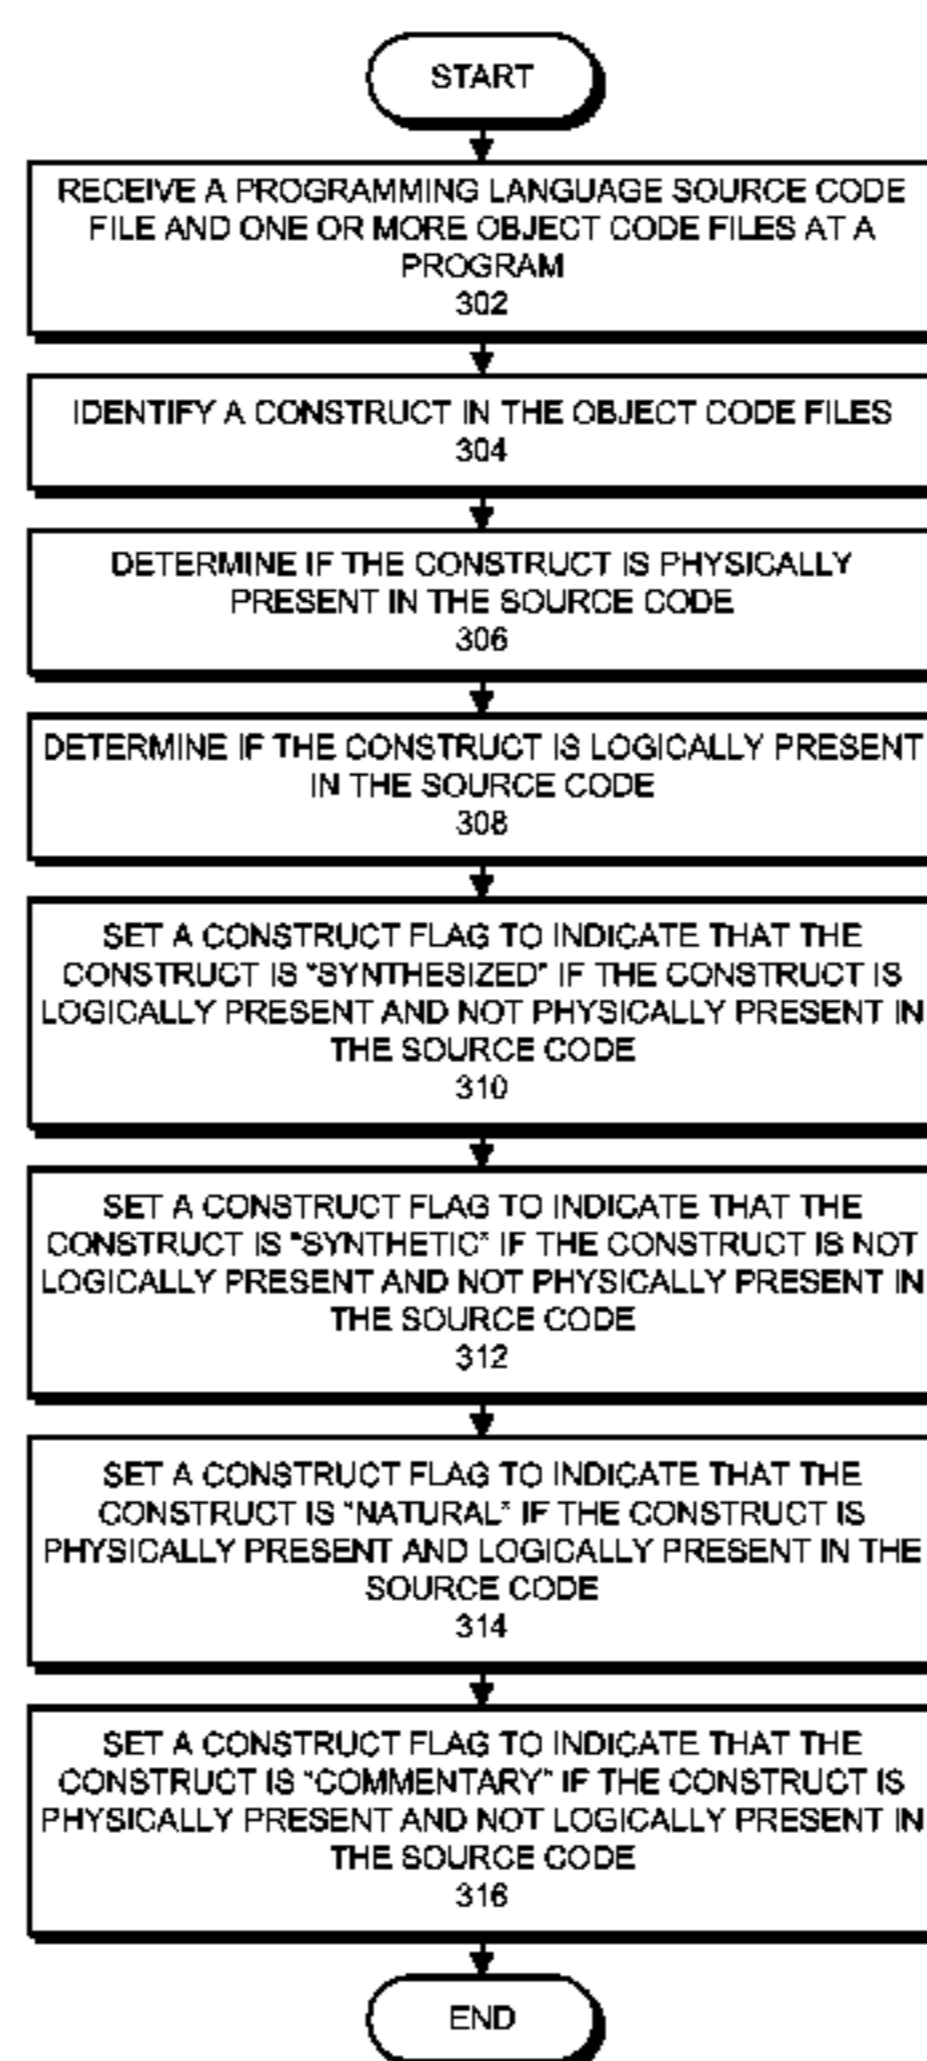 START
RECEIVE A PROGRAMMING LANGUAGE SOURCE CODE
FILE AND ONE OR MORE OBJECT CODE FILES AT A
PROGRAM
302
IDENTIFY A CONSTRUCT IN THE OBJECT CODE FILES
304
DETERMINE IF THE CONSTRUCT IS PHYSICALLY
PRESENT IN THE SOURCE CODE
306
DETERMINE IF THE CONSTRUCT IS LOGICALLY PRESENT
IN THE SOURCE CODE
308
SET A CONSTRUCT FLAG TO INDICATE THAT THE
CONSTRUCT IS "SYNTHESIZED" IF THE CONSTRUCT IS
LOGICALLY PRESENT AND NOT PHYSICALLY PRESENT IN
THE SOURCE CODE
310
SET A CONSTRUCT FLAG TO INDICATE THAT THE
CONSTRUCT IS "SYNTHETIC" IF THE CONSTRUCT IS NOT
LOGICALLY PRESENT AND NOT PHYSICALLY PRESENT IN
THE SOURCE CODE
312
SET A CONSTRUCT FLAG TO INDICATE THAT THE
CONSTRUCT IS "NATURAL" IF THE CONSTRUCT IS
PHYSICALLY PRESENT AND LOGICALLY PRESENT IN THE
SOURCE CODE
314
SET A CONSTRUCT FLAG TO INDICATE THAT THE
CONSTRUCT IS "COMMENTARY" IF THE CONSTRUCT IS
PHYSICALLY PRESENT AND NOT LOGICALLY PRESENT IN
THE SOURCE CODE
316
END